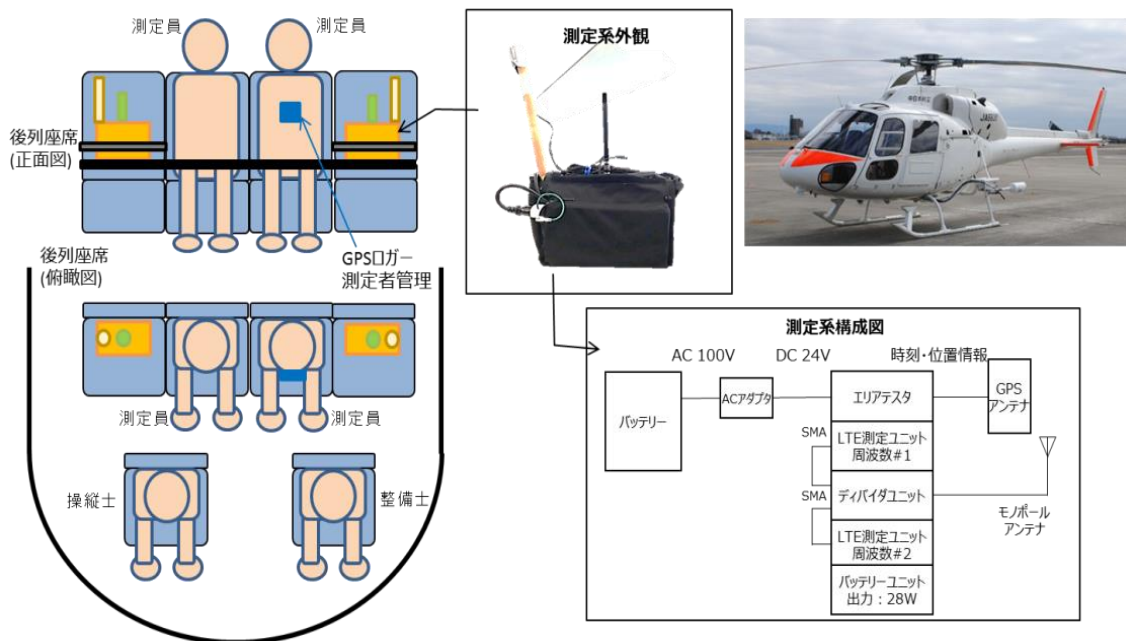 測定員
測定員
後列座席
(正面図)
GPSロガー
測定者管理
後列座席
(俯瞰図)
測定員
測定員
操縦士
整備士
測定系外観
測定系構成図
AC 100V
DC 24V
時刻・位置情報
バッテリー
ACアダプタ
エリアテスタ
GPS
アンテナ
SMA
LTE測定ユニット
周波数#1
SMA
ディバイダユニット
モノポール
アンテナ
LTE測定ユニット
周波数#2
バッテリーユニット
出力：28W